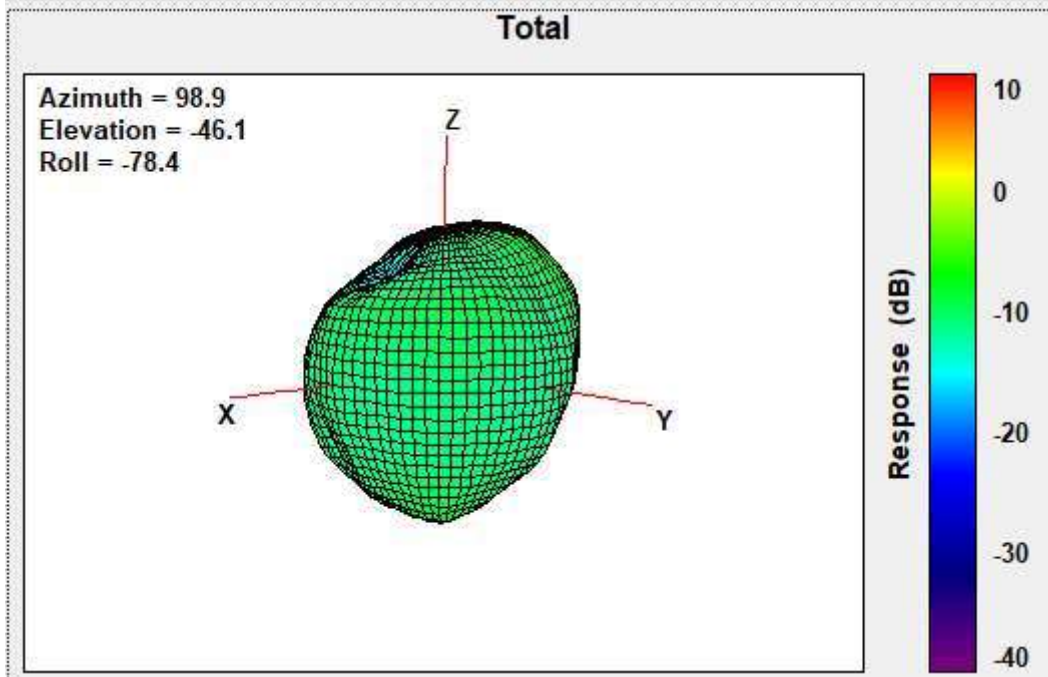 Total
Azimuth = 98.9
Elevation = -46.1
Roll = -78.4
Z
X
Y
Response (dB)
10
0
-10
-20
-30
-40